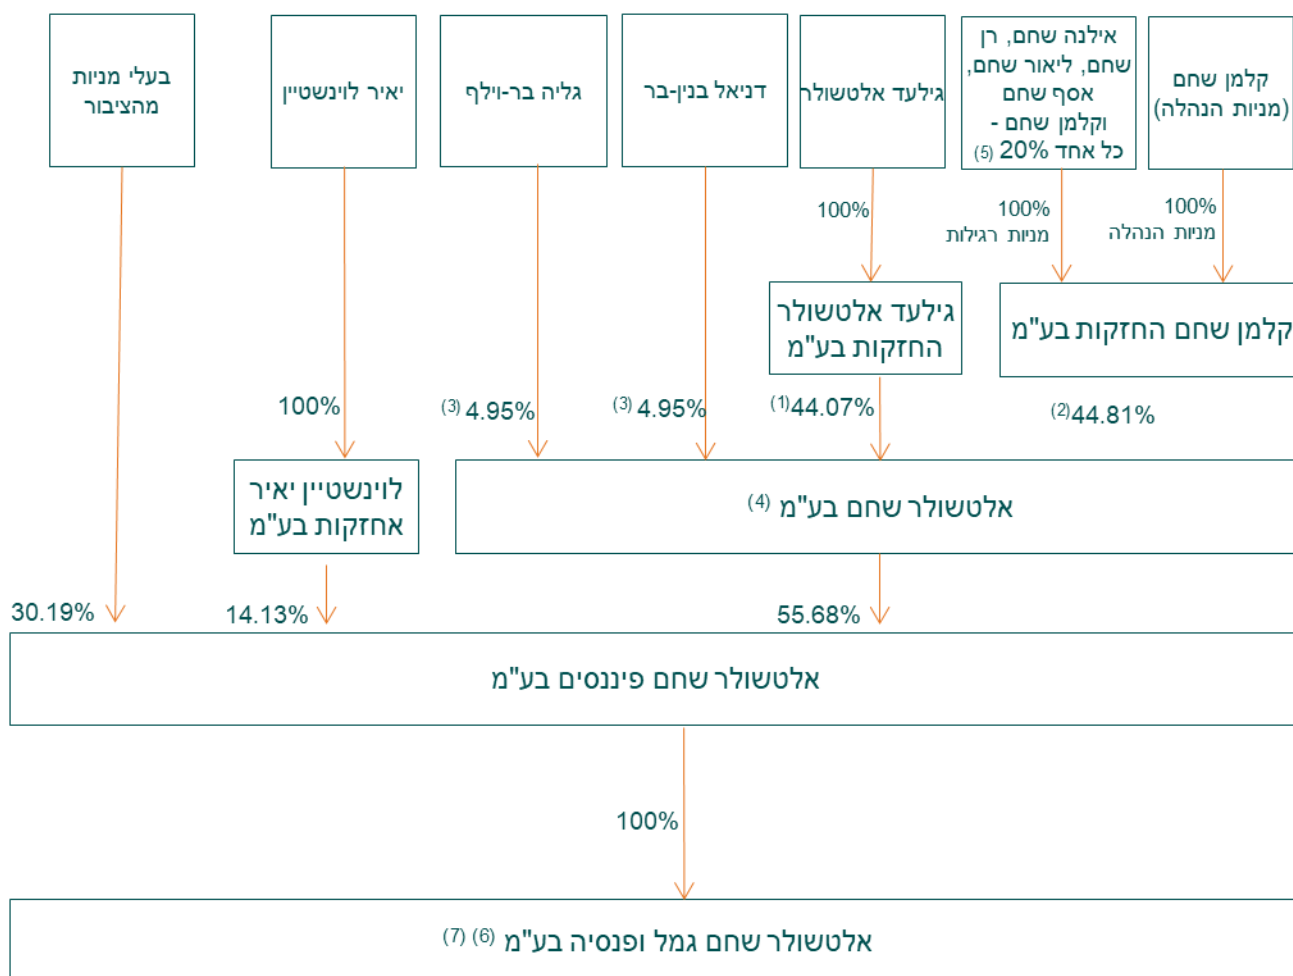 קלמן שחם
(מניות הנהלה)
אילנה שחם, רן
שחם, ליאור שחם,
אסף שחם
וקלמן שחם -
כל אחד 20% (5)
גילעד אלטשולר
דניאל בנין-בר
גליה בר-וילף
יאיר לוינשטיין
בעלי מניות
מהציבור
100%
מניות הנהלה
100%
מניות רגילות
100%
קלמן שחם החזקות בע"מ
גילעד אלטשולר
החזקות בע"מ
44.81% (2)
44.07% (1)
4.95% (3)
4.95% (3)
100%
אלטשולר שחם בע"מ (4)
לוינשטיין יאיר
אחזקות בע"מ
55.68%
14.13%
30.19%
אלטשולר שחם פיננסים בע"מ
100%
אלטשולר שחם גמל ופנסיה בע"מ (6) (7)